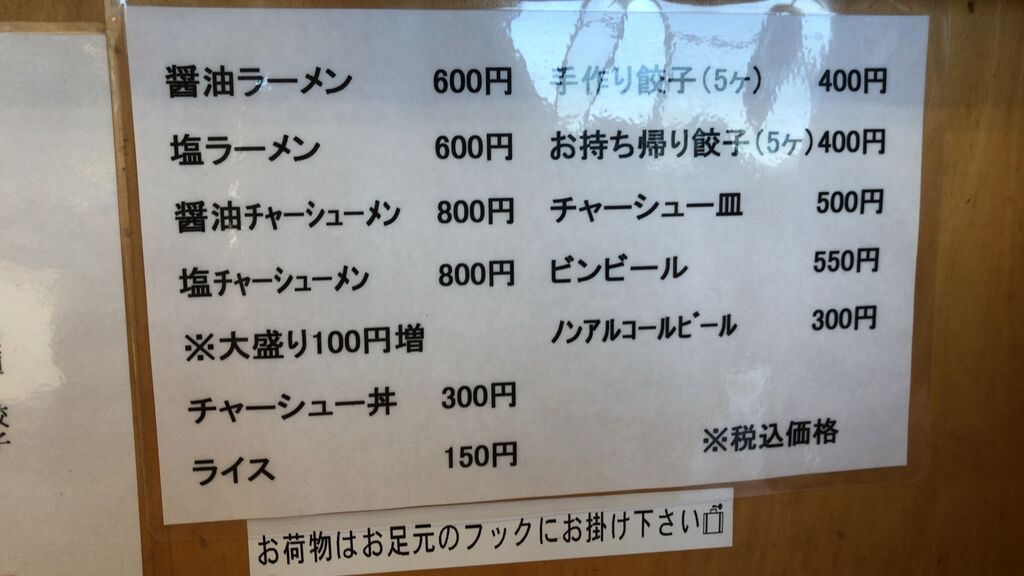 醤油ラーメン 600円
塩ラーメン 600円
醤油チャーシューメン 800円
塩チャーシューメン 800円
※大盛り100円増
チャーシュー丼 300円
ライス 150円
手作り餃子(5ヶ) 400円
お持ち帰り餃子(5ヶ) 400円
チャーシュー皿 500円
ビンビール 550円
ノンアルコールビール 300円
※税込価格
お荷物はお足元のフックにお掛け下さい